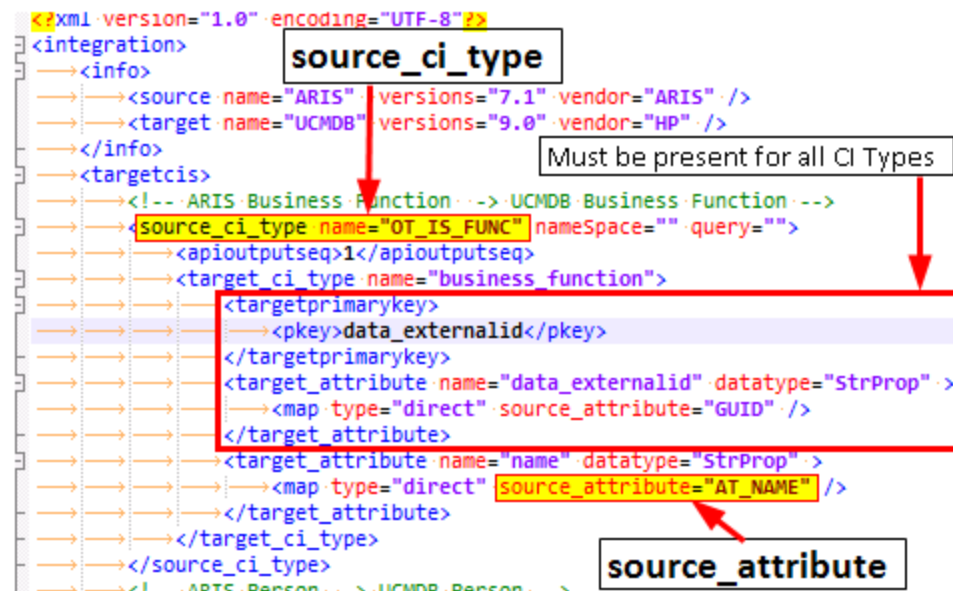 <?xml version="1.0" encoding="UTF-8"?>
<integration>
source_ci_type
<info>
<source name="ARIS" versions="7.1" vendor="ARIS" />
<target name="UCMDB" versions="9.0" vendor="HP" />
</info>
Must be present for all CI Types
<targetcis>
<!-- ARIS Business Function -> UCMDB Business Function -->
<source_ci_type name="OT_IS_FUNC" nameSpace="" query="">
<apioutputseq>1</apioutputseq>
<target_ci_type name="business_function">
<targetprimarykey>
<pkey>data_externalid</pkey>
</targetprimarykey>
<target_attribute name="data_externalid" datatype="StrProp" >
<map type="direct" source_attribute="GUID" />
</target_attribute>
<target_attribute name="name" datatype="StrProp" >
<map type="direct" source_attribute="AT_NAME" />
</target_attribute>
</target_ci_type>
source_attribute
</source_ci_type>
<!-- ARIS Person -> UCMDB Person -->